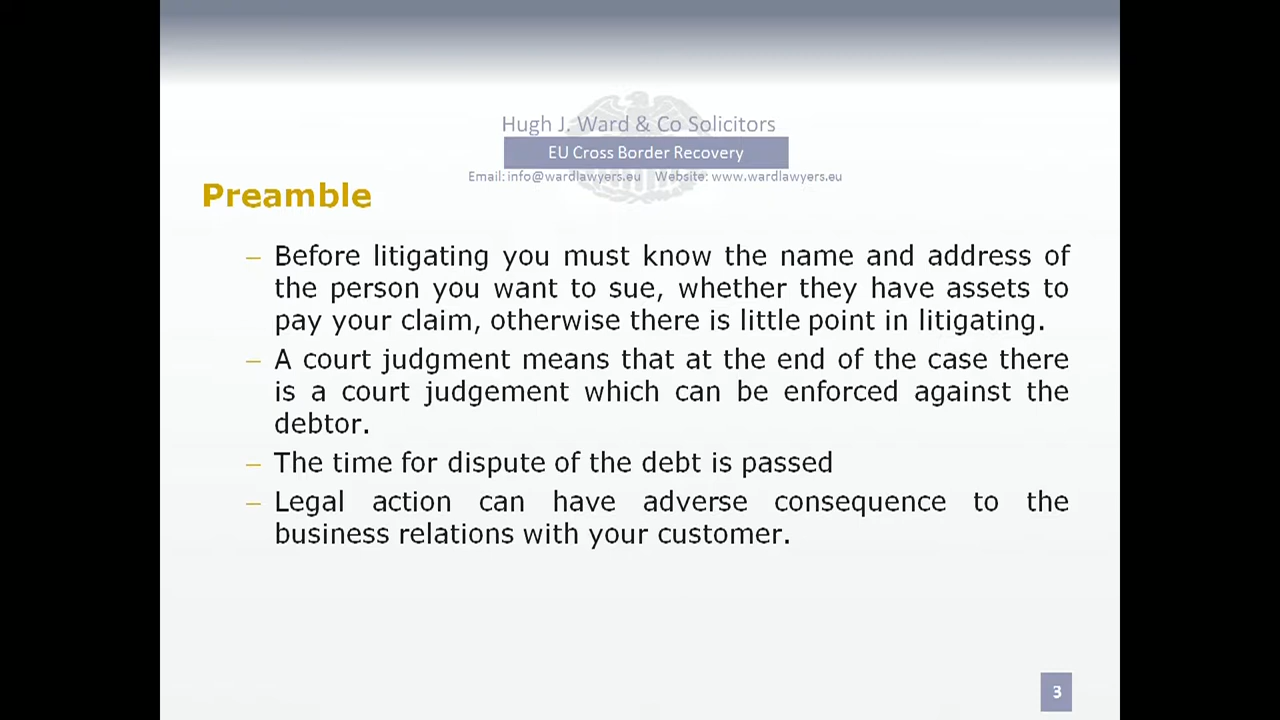 Hugh J. Ward & Co Solicitors
EU Cross Border Recovery
Email: info@wardlawyers.eu Website: www.wardlawyers.eu
Preamble
– Before litigating you must know the name and address of
the person you want to sue, whether they have assets to
pay your claim, otherwise there is little point in litigating.
– A court judgment means that at the end of the case there
is a court judgement which can be enforced against the
debtor.
– The time for dispute of the debt is passed
– Legal action can have adverse consequence to the
business relations with your customer.
3